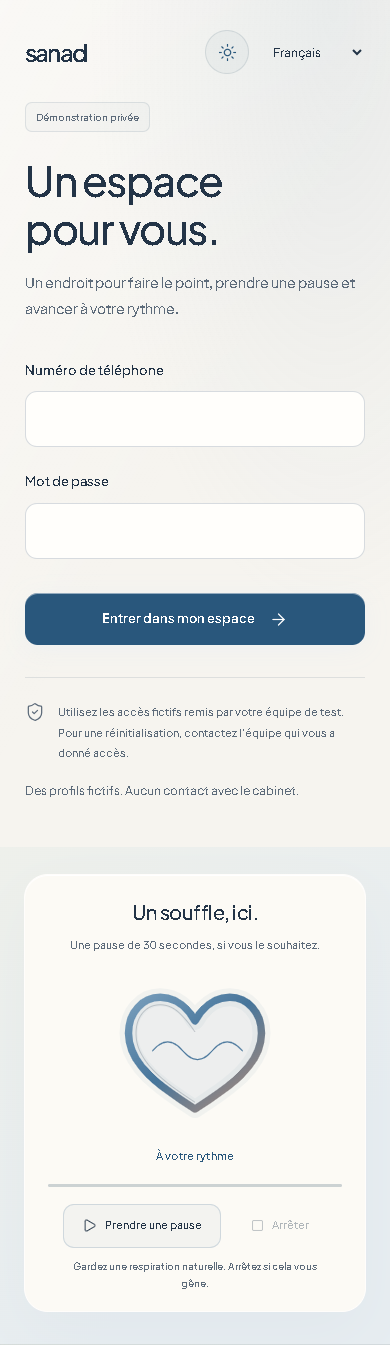 sanad
Français
Démonstration privée
Un espace
pour vous.
Un endroit pour faire le point, prendre une pause et
avancer à votre rythme.
Numéro de téléphone
Mot de passe
Entrer dans mon espace
Utilisez les accès fictifs remis par votre équipe de test.
Pour une réinitialisation, contactez l'équipe qui vous a
donné accès.
Des profils fictifs. Aucun contact avec le cabinet.
Un souffle, ici.
Une pause de 30 secondes, si vous le souhaitez.
À votre rythme
Prendre une pause
Arrêter
Gardez une respiration naturelle. Arrêtez si cela vous
gêne.